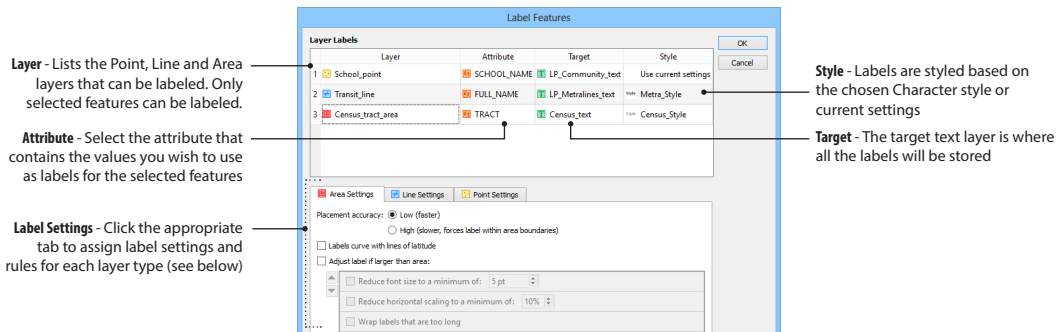 Label Features
Layer Labels
Layer Attribute Target Style
1 School_point SCHOOL_NAME LP_Community_text Use current settings
2 Transit_line FULL_NAME LP_Metralines_text Style Metra_Style
3 Census_tract_area TRACT Census_text Style Census_Style
OK
Cancel
Layer - Lists the Point, Line and Area
layers that can be labeled. Only
selected features can be labeled.
Attribute - Select the attribute that
contains the values you wish to use
as labels for the selected features
Label Settings - Click the appropriate
tab to assign label settings and
rules for each layer type (see below)
Style - Labels are styled based on
the chosen Character style or
current settings
Target - The target text layer is where
all the labels will be stored
Area Settings Line Settings Point Settings
Placement accuracy: Low (faster)
High (slower, forces label within area boundaries)
Labels curve with lines of latitude
Adjust label if larger than area:
Reduce font size to a minimum of: 5 pt
Reduce horizontal scaling to a minimum of: 10%
Wrap labels that are too long